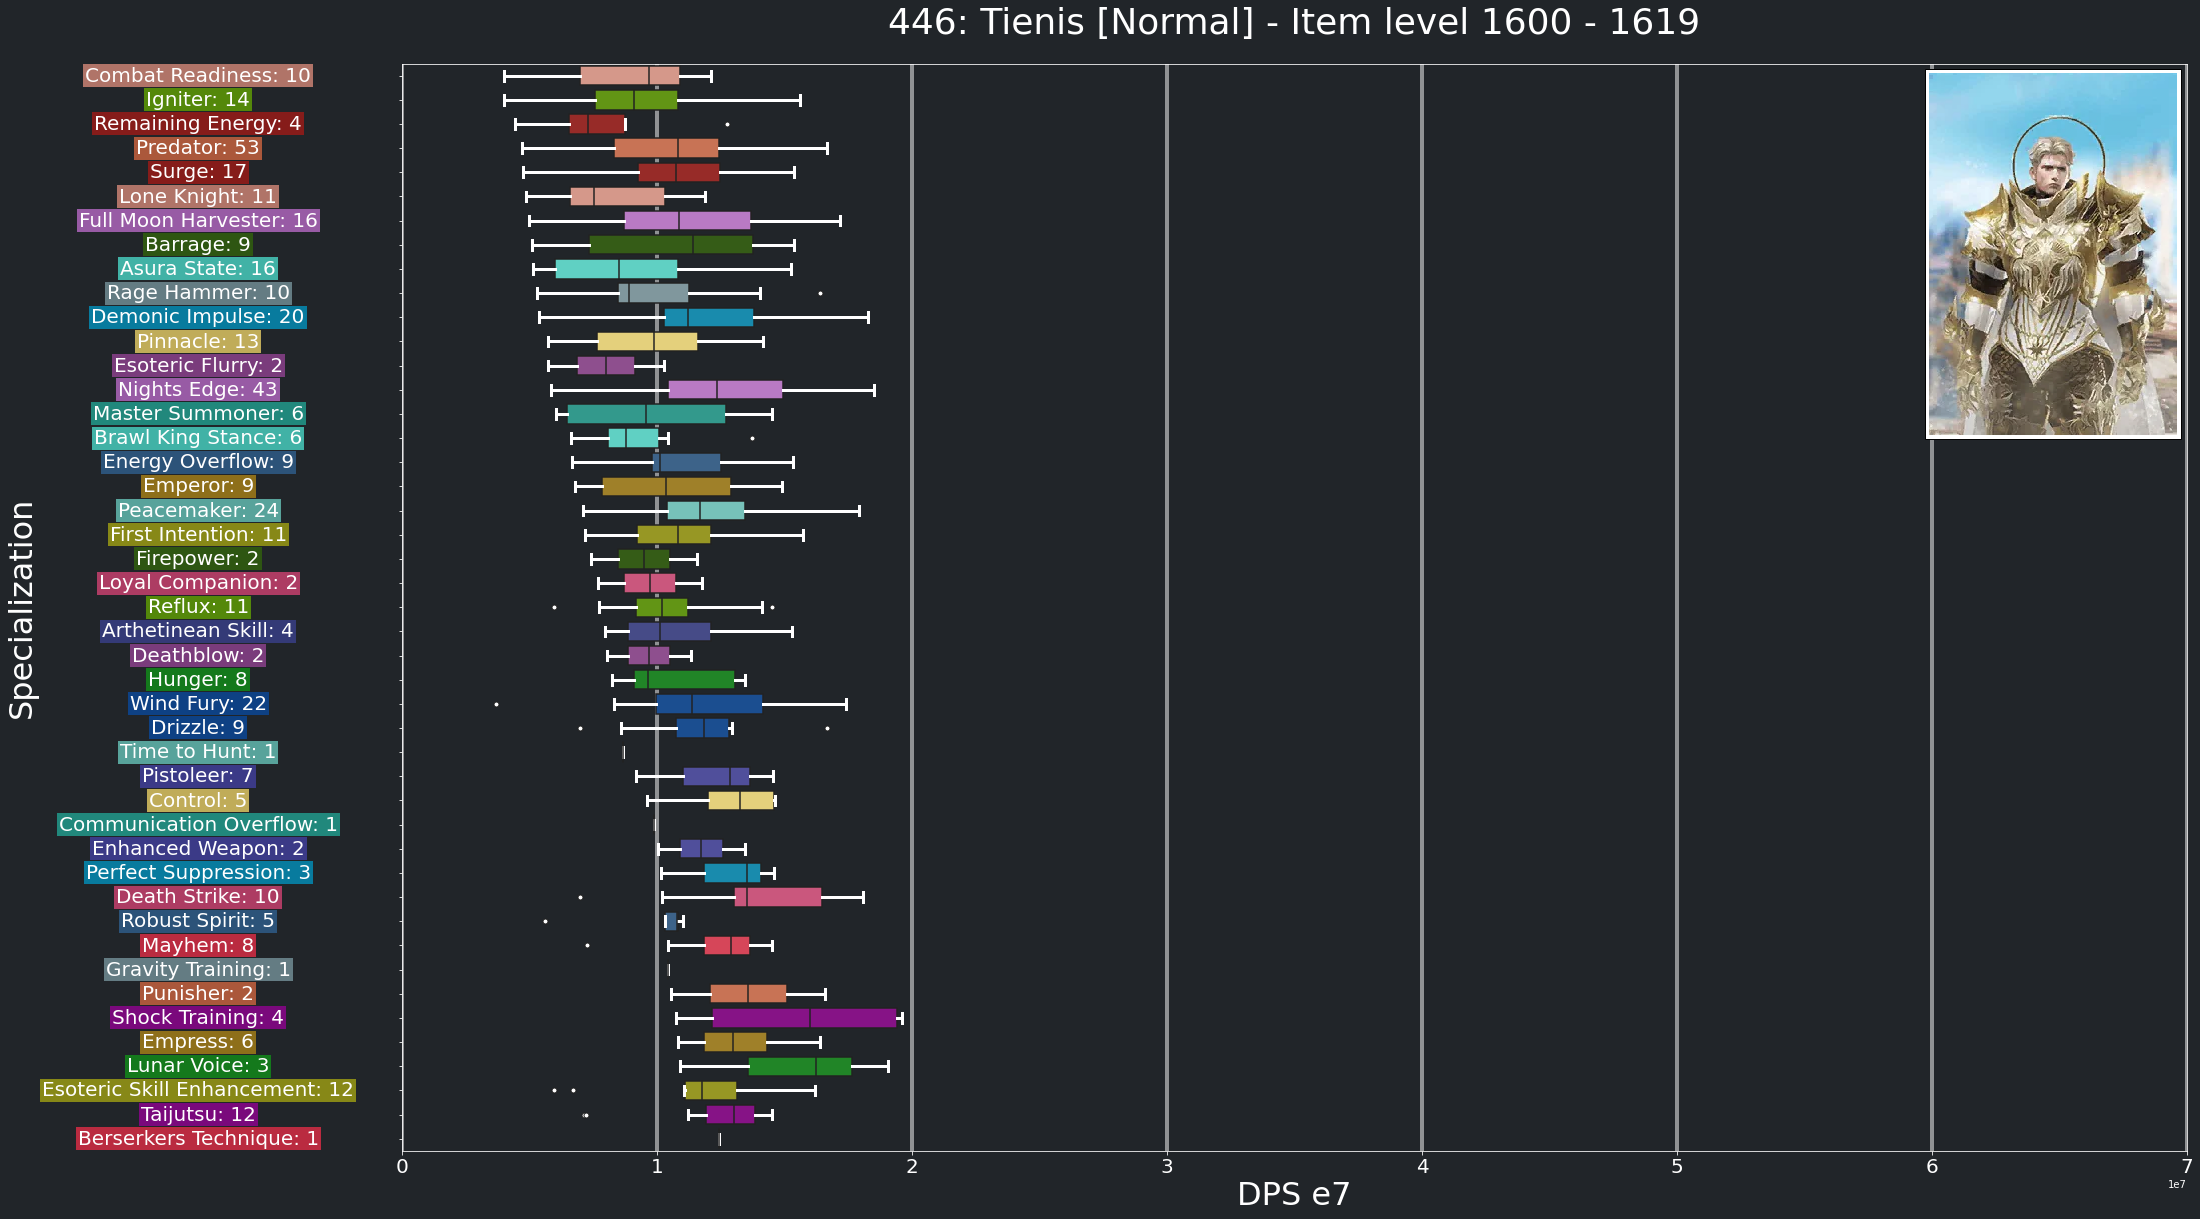 446: Tienis [Normal] - Item level 1600 - 1619
Specialization
Combat Readiness: 10
Igniter: 14
Remaining Energy: 4
Predator: 53
Surge: 17
Lone Knight: 11
Full Moon Harvester: 16
Barrage: 9
Asura State: 16
Rage Hammer: 10
Demonic Impulse: 20
Pinnacle: 13
Esoteric Flurry: 2
Nights Edge: 43
Master Summoner: 6
Brawl King Stance: 6
Energy Overflow: 9
Emperor: 9
Peacemaker: 24
First Intention: 11
Firepower: 2
Loyal Companion: 2
Reflux: 11
Arthetinean Skill: 4
Deathblow: 2
Hunger: 8
Wind Fury: 22
Drizzle: 9
Time to Hunt: 1
Pistoleer: 7
Control: 5
Communication Overflow: 1
Enhanced Weapon: 2
Perfect Suppression: 3
Death Strike: 10
Robust Spirit: 5
Mayhem: 8
Gravity Training: 1
Punisher: 2
Shock Training: 4
Empress: 6
Lunar Voice: 3
Esoteric Skill Enhancement: 12
Taijutsu: 12
Berserkers Technique: 1
0 1 2 3 4 5 6 7
1e7
DPS e7